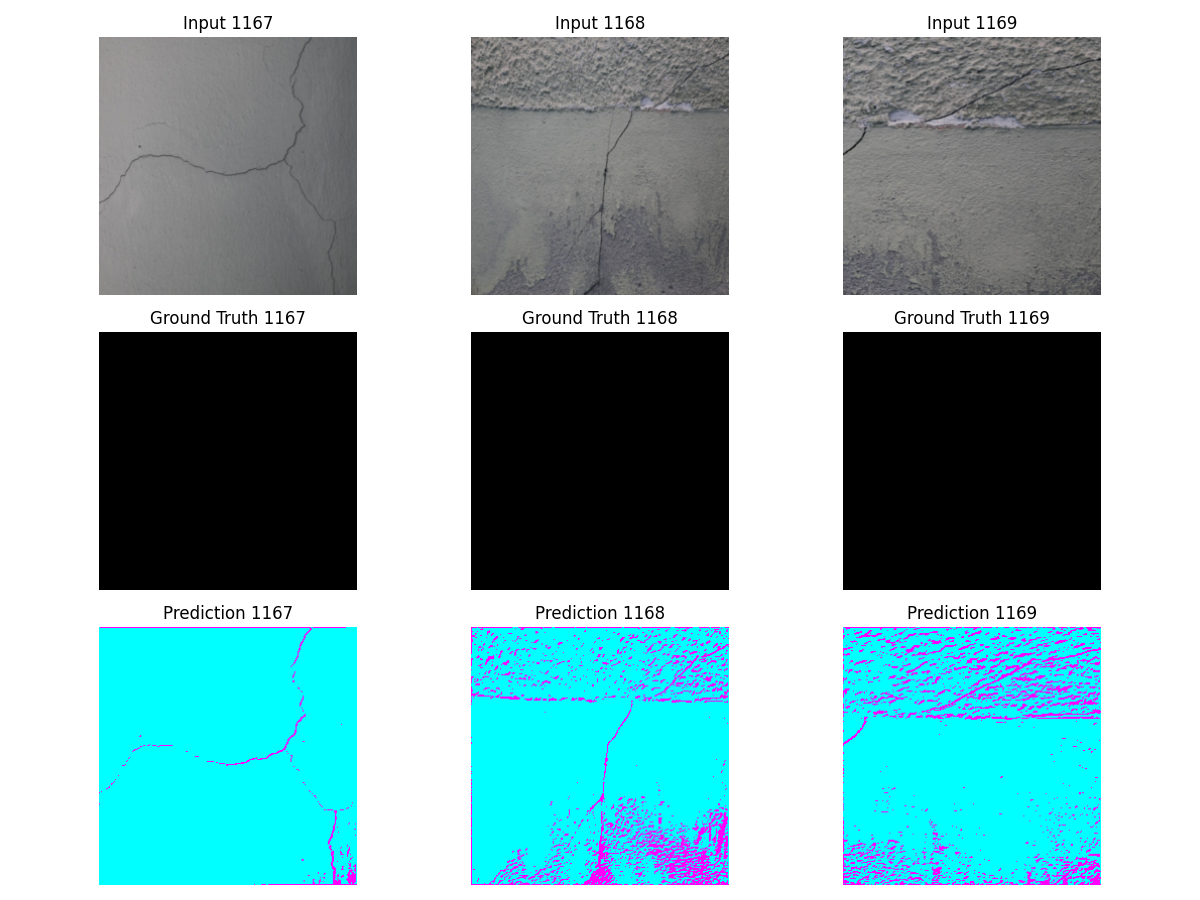 Input 1167
Input 1168
Input 1169
Ground Truth 1167
Ground Truth 1168
Ground Truth 1169
Prediction 1167
Prediction 1168
Prediction 1169